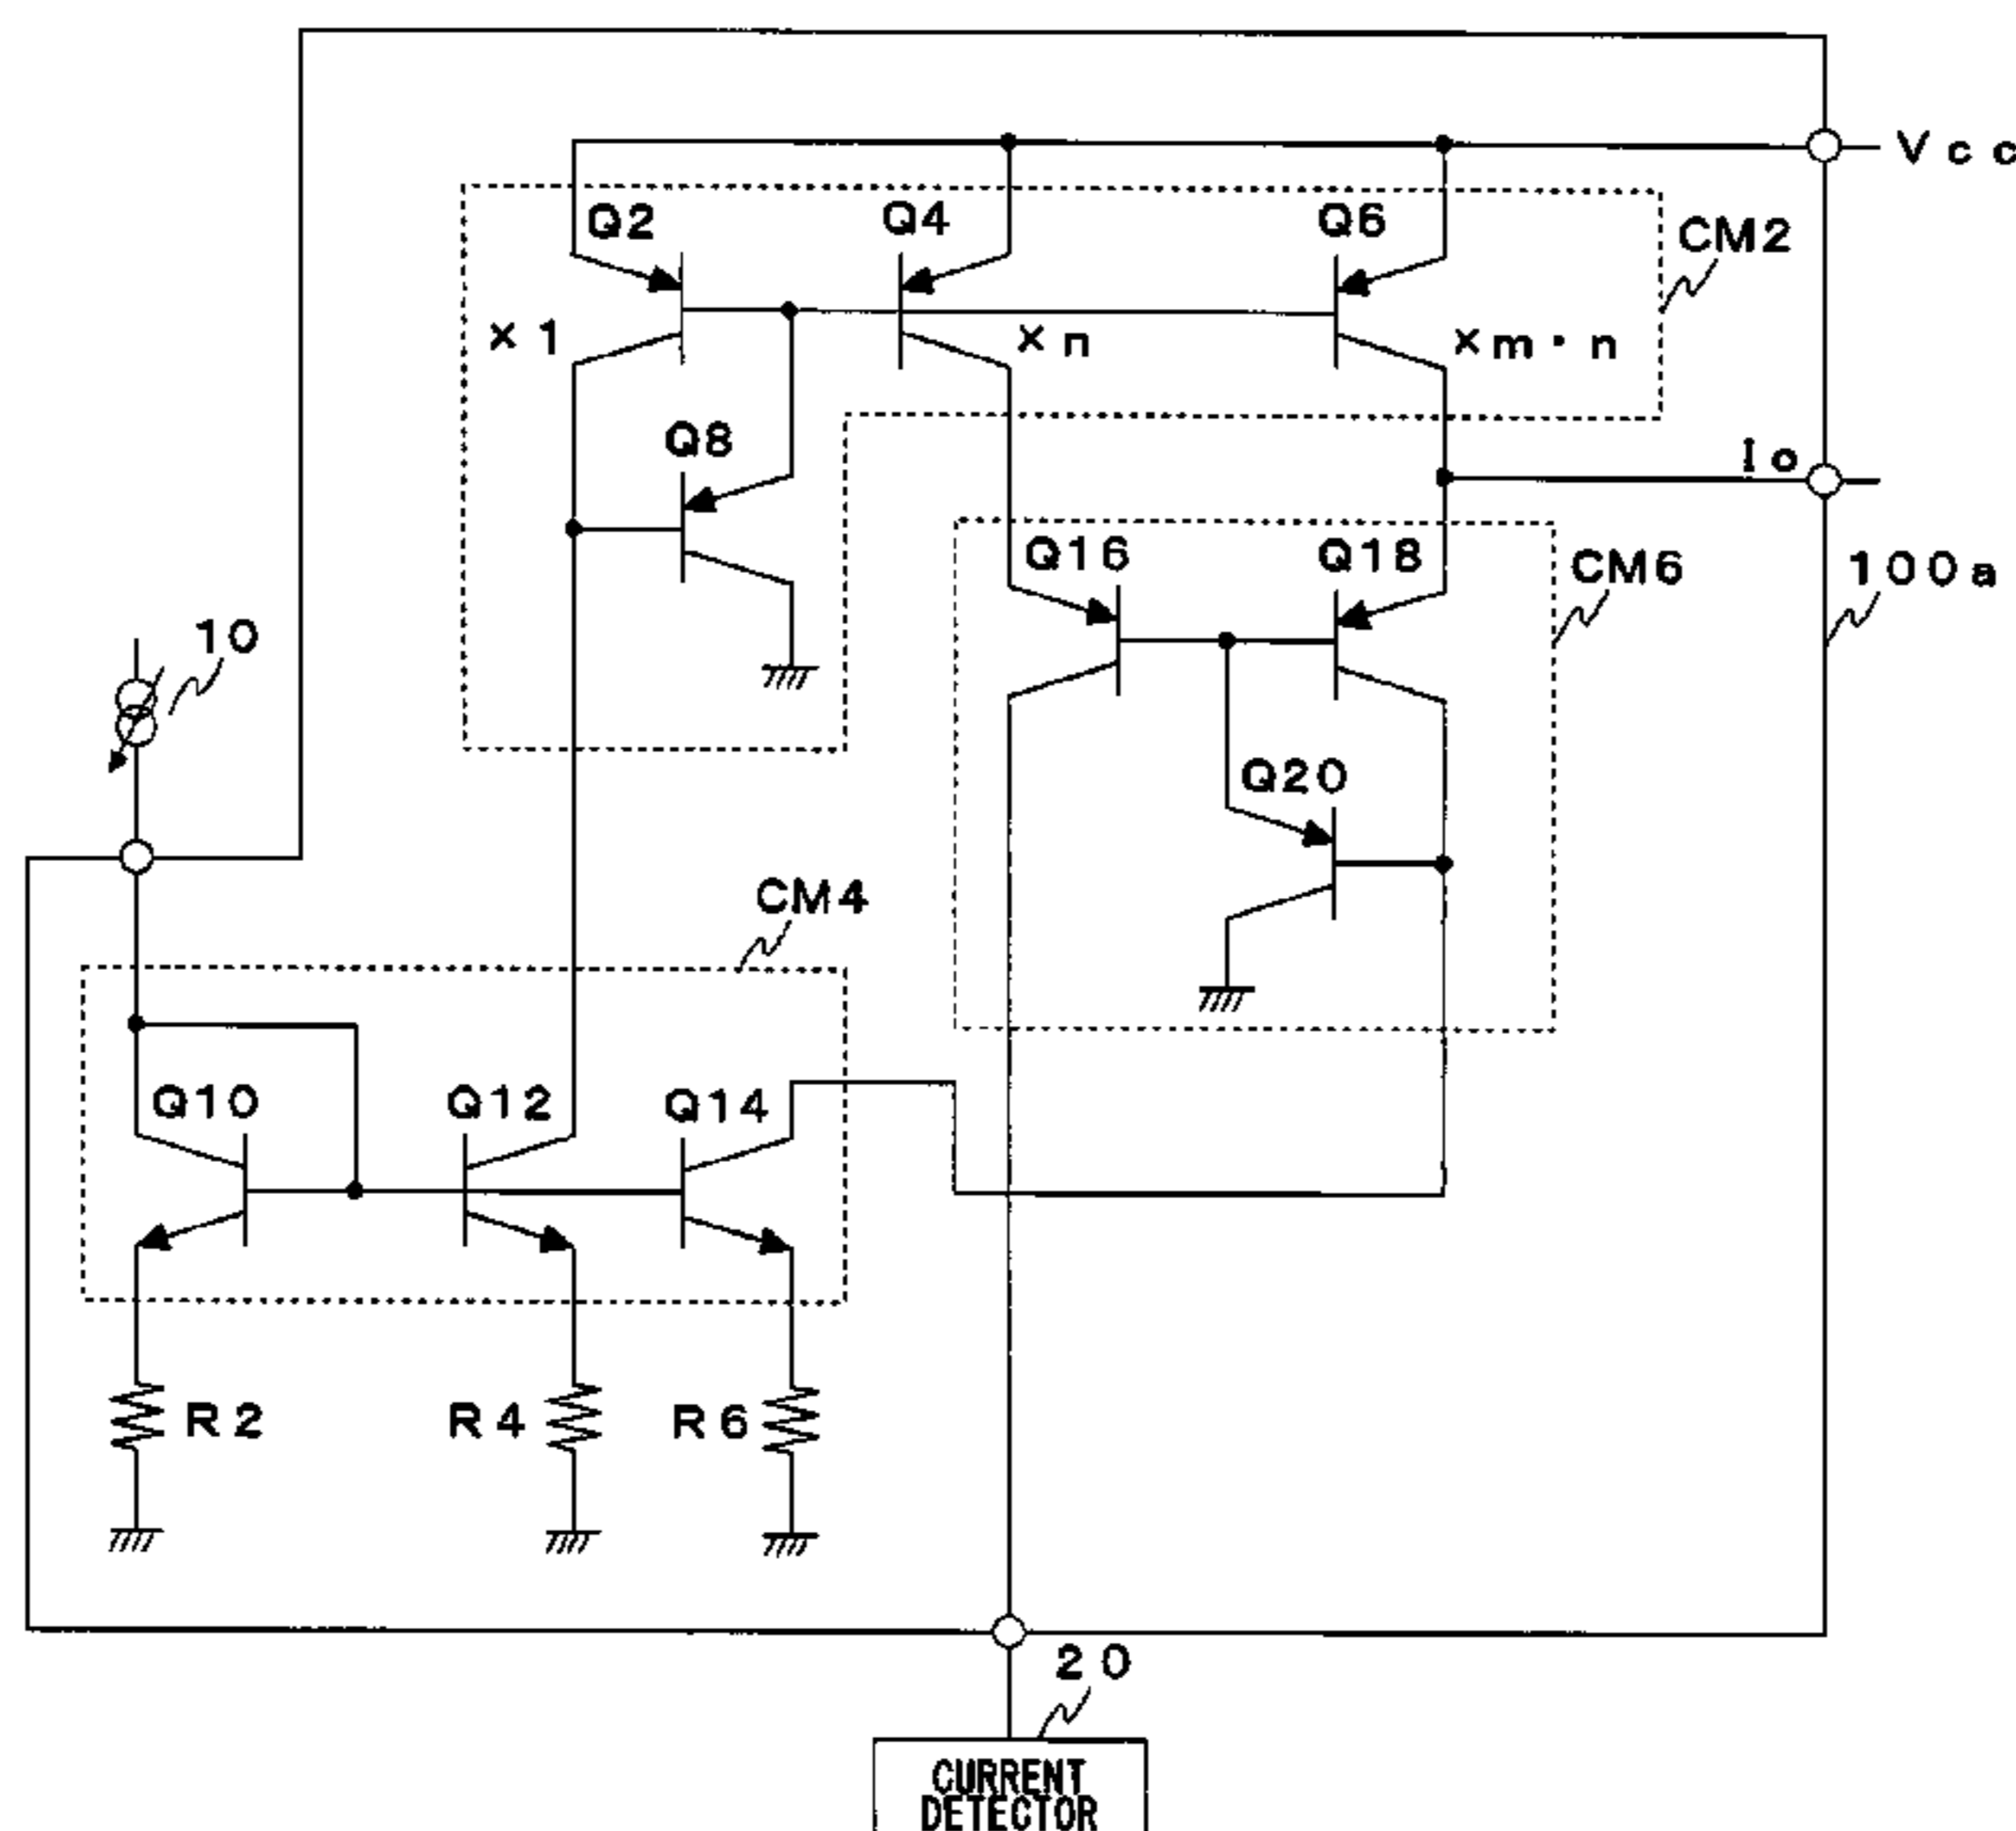 Vcc
Q2
Q4
Q6
CM2
×1
×n
×m·n
Q8
Io
Q16
Q18
CM6
100a
10
Q20
CM4
Q10
Q12
Q14
R2
R4
R6
20
CURRENT
DETECTOR